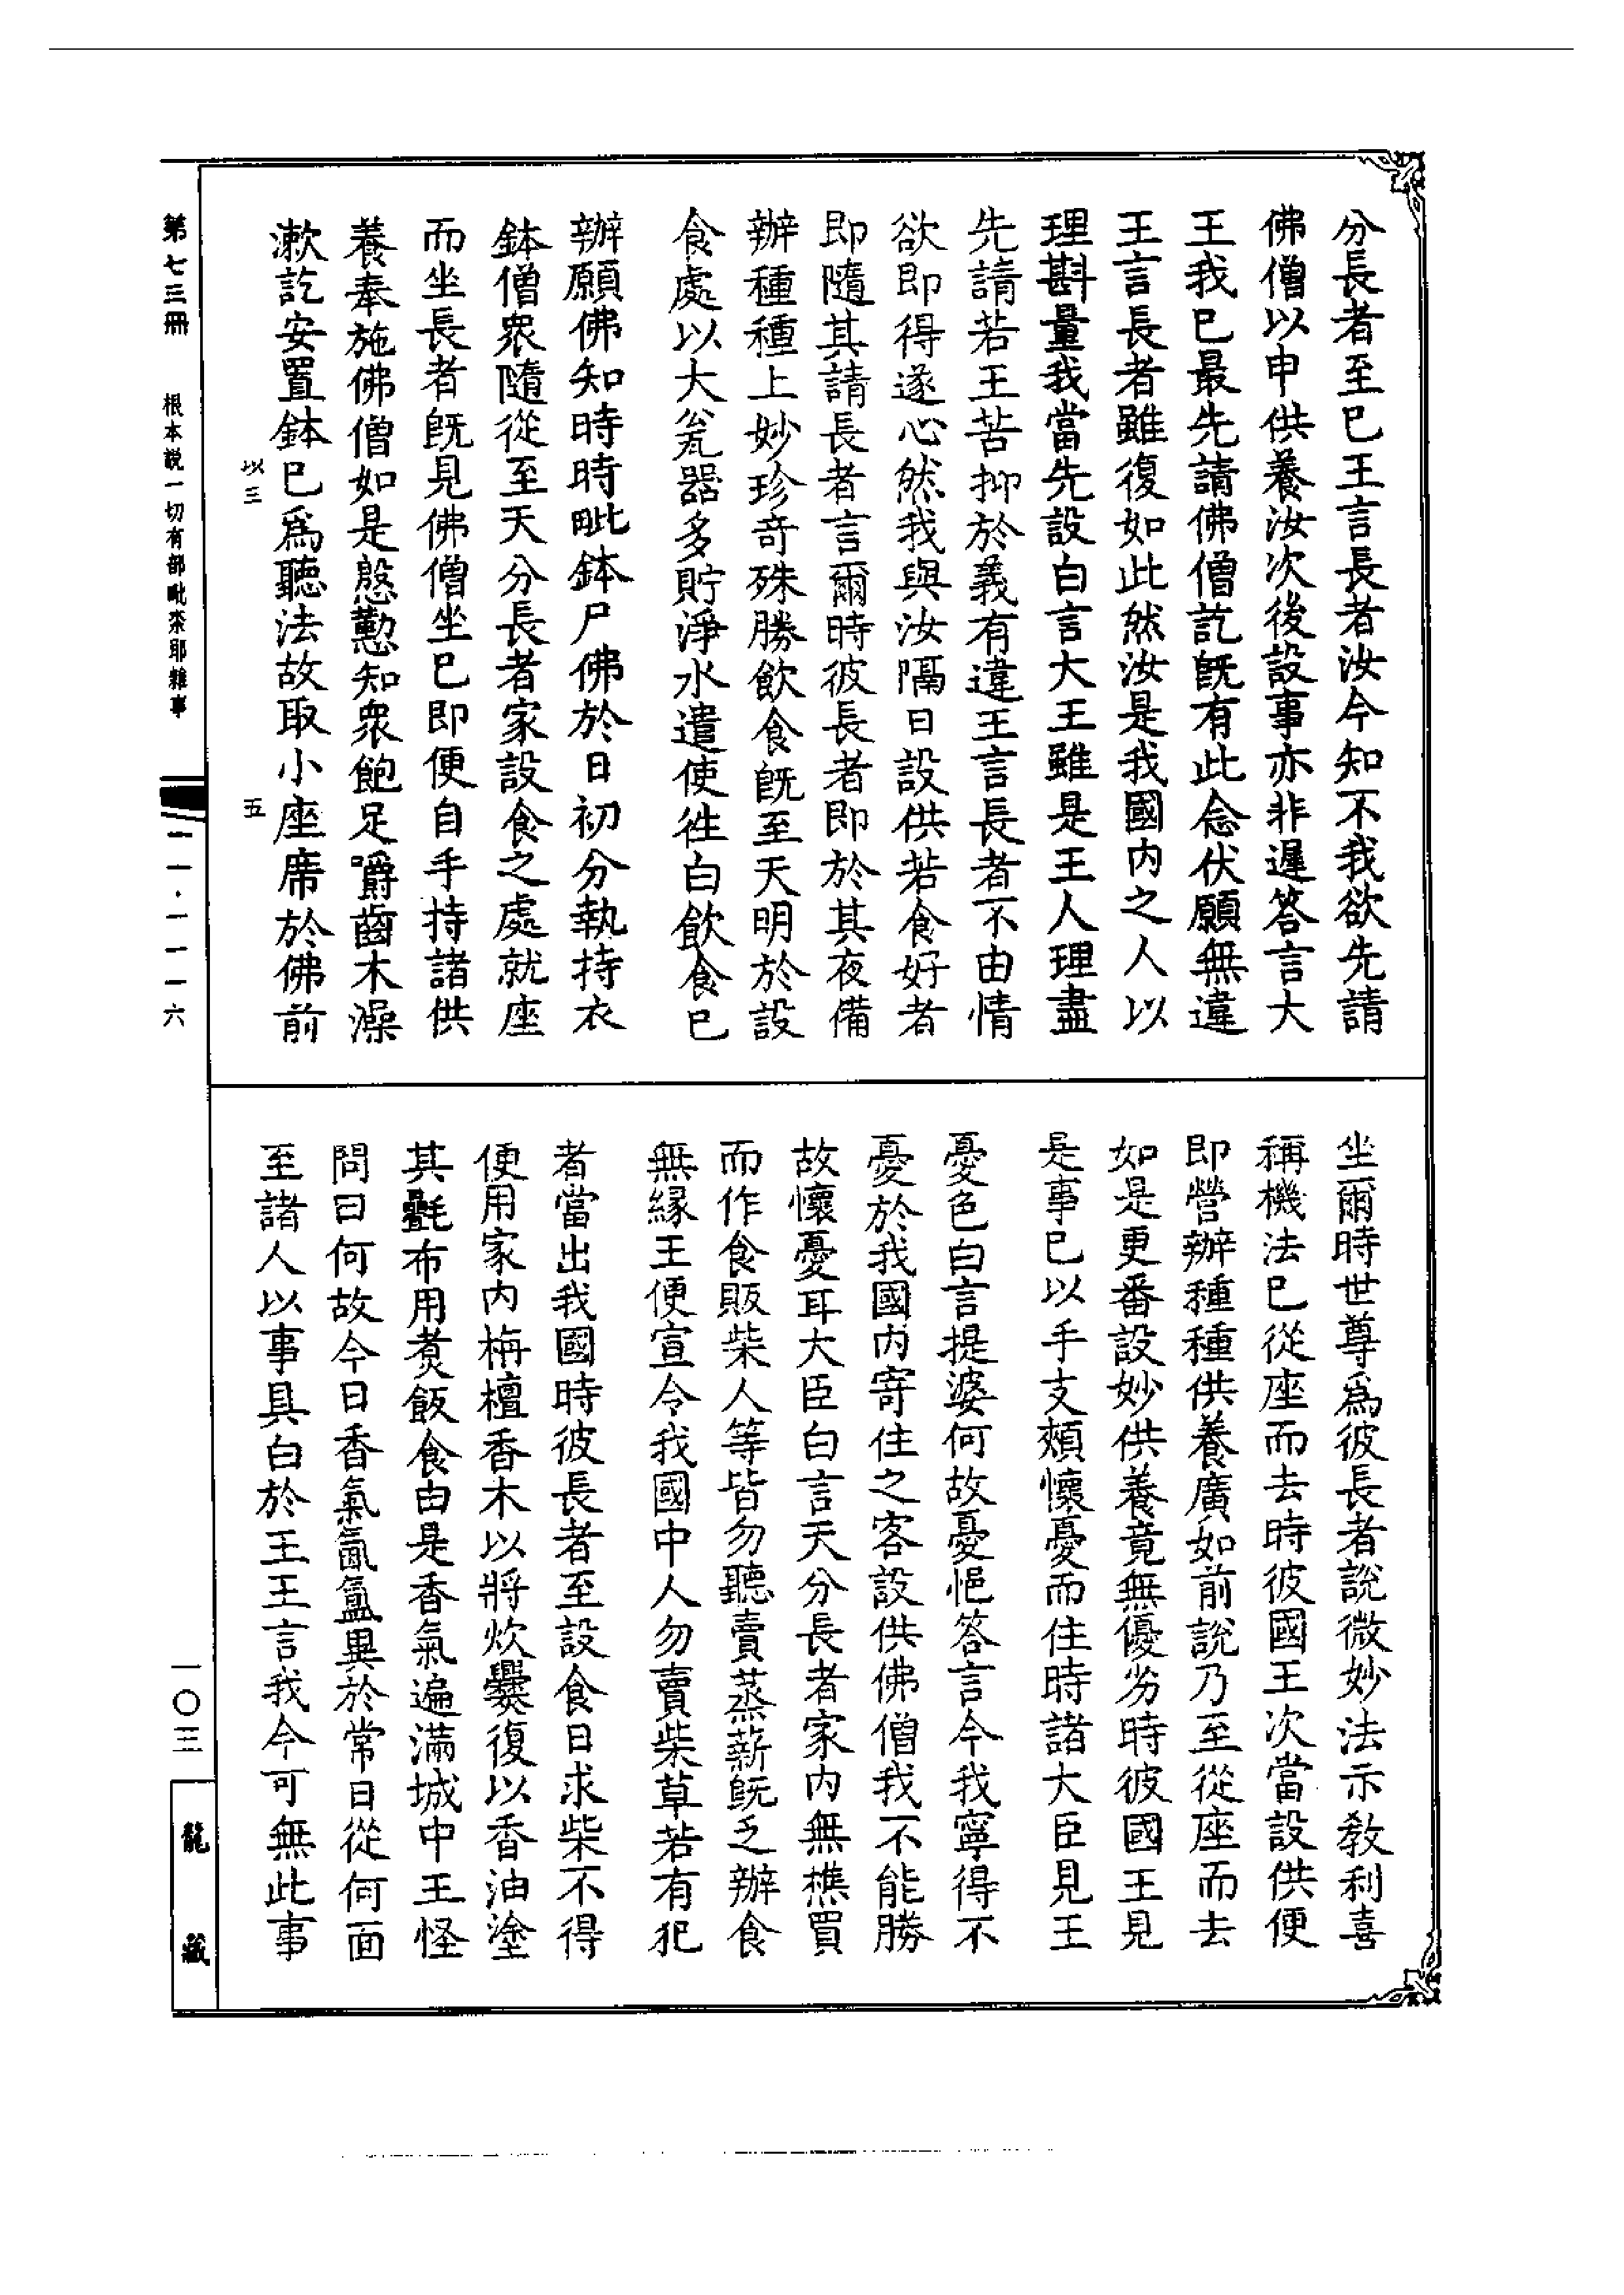 分長者至已王言長者汝今知不我欲先請
佛僧以申供養汝次後設事亦非遲答言大
王我已最先請佛僧訖既有此念伏願無違
王言長者雖復如此然汝是我國內之人以
理斟量我當先設白言大王雖是王人理盡
先請若王苦抑於義有違王言長者不由情
欲即得遂心然我與汝隔日設供若食好者
即隨其請長者言爾時彼長者即於其夜備
辦種種上妙珍奇殊勝飲食既至天明於設
食處以大瓮器多貯淨水遣使徃白飲食已
辦願佛知時時毗鉢尸佛於日初分執持衣
鉢僧衆隨從至天分長者家設食之處就座
而坐長者既見佛僧坐已即便自手持諸供
養奉施佛僧如是慇懃知衆飽足嚼齒木澡
漱訖安置鉢已爲聽法故取小座席於佛前
以三
五
坐爾時世尊爲彼長者說微妙法示教利喜
稱機法已從座而去時彼國王次當設供便
即營辦種種供養廣如前說乃至從座而去
如是更番設妙供養竟無優劣時彼國王見
是事已以手支頰懷憂而住時諸大臣見王
憂色白言提婆何故憂悒答言今我寧得不
憂於我國內寄住之客設供佛僧我不能勝
故懷憂耳大臣白言天分長者家內無樵買
而作食販柴人等皆勿聽賣蒸薪既乏辦食
無緣王便宣令我國中人勿賣柴草若有犯
者當出我國時彼長者至設食日求柴不得
便用家內栴檀香木以將炊爨復以香油塗
其㲲布用煮飯食由是香氣遍滿城中王怪
問曰何故今日香氣氤氳異於常日從何面
至諸人以事具白於王王言我今可無此事
第七三冊
根本說一切有部毗柰耶雜事
二一·一一一六
一〇三
龍藏